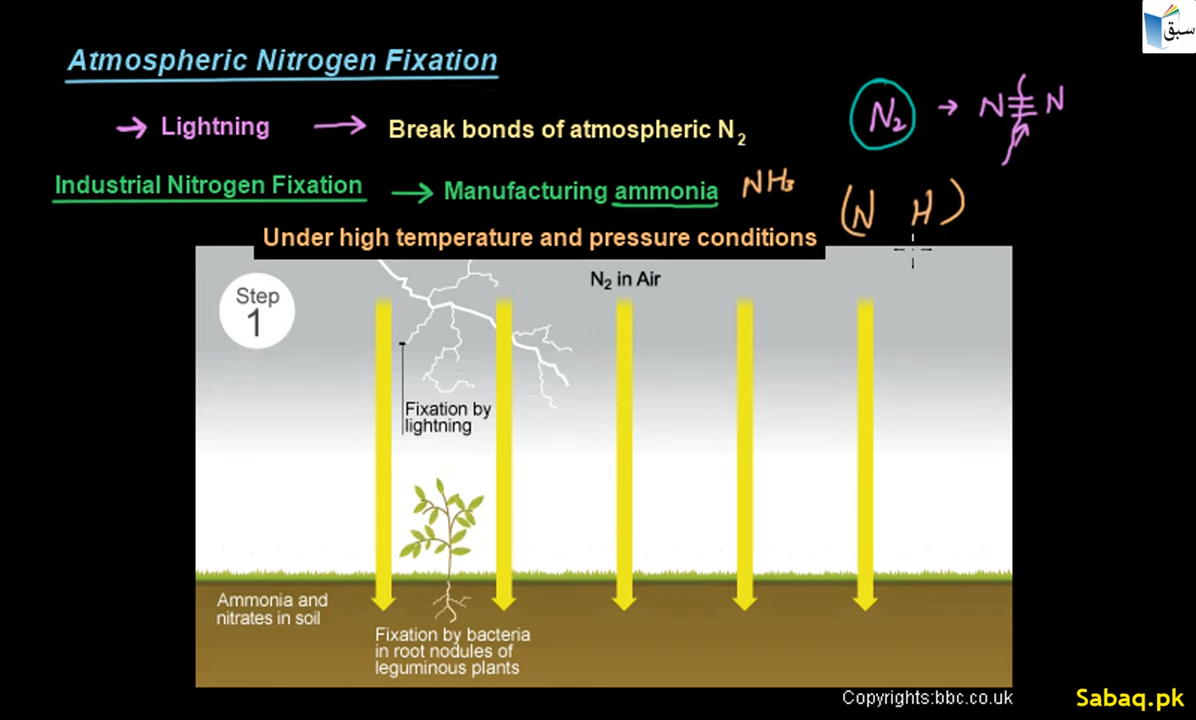 سبق
Atmospheric Nitrogen Fixation
N₂ → N≡N
→ Lightning → Break bonds of atmospheric N₂
Industrial Nitrogen Fixation → Manufacturing ammonia NH₃
(N H)
Under high temperature and pressure conditions
Step
1
N₂ in Air
Fixation by
lightning
Ammonia and
nitrates in soil
Fixation by bacteria
in root nodules of
leguminous plants
Copyrights:bbc.co.uk
Sabaq.pk